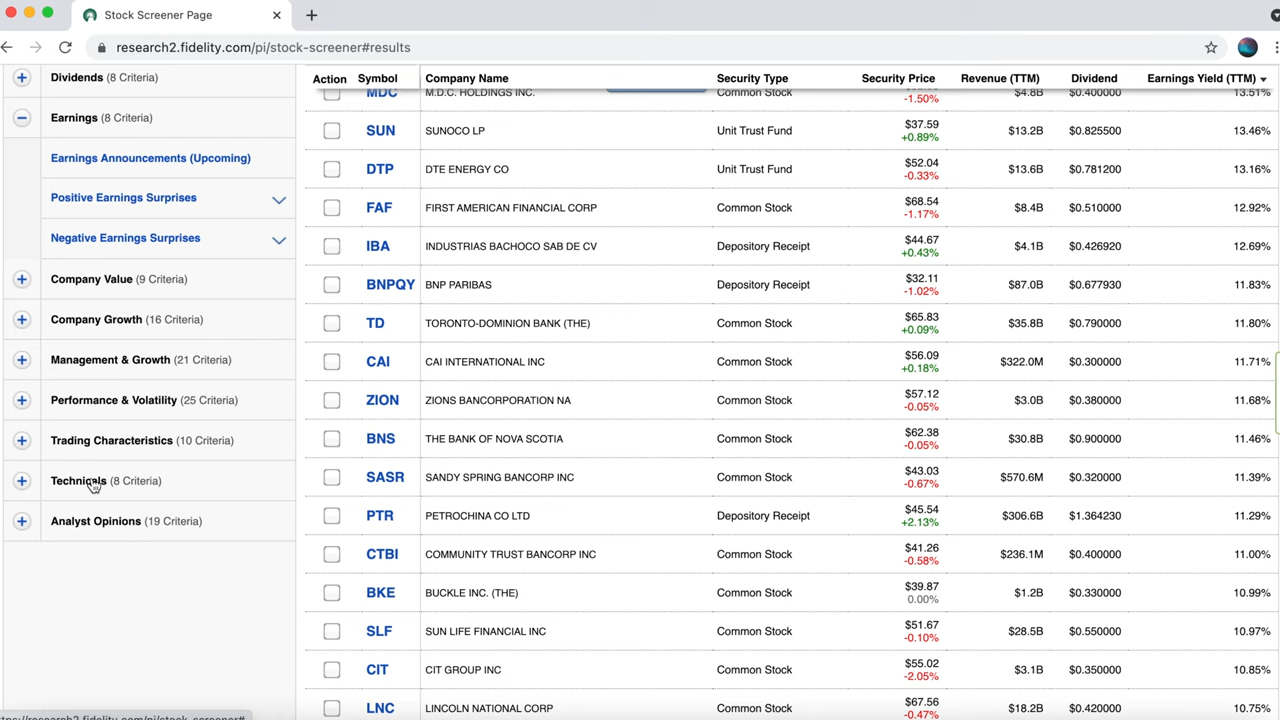 Stock Screener Page
research2.fidelity.com/pi/stock-screener#results
Dividends (8 Criteria)
Earnings (8 Criteria)
Earnings Announcements (Upcoming)
Positive Earnings Surprises
Negative Earnings Surprises
Company Value (9 Criteria)
Company Growth (16 Criteria)
Management & Growth (21 Criteria)
Performance & Volatility (25 Criteria)
Trading Characteristics (10 Criteria)
Technicals (8 Criteria)
Analyst Opinions (19 Criteria)
Action Symbol Company Name Security Type Security Price Revenue (TTM) Dividend Earnings Yield (TTM)
MDC M.D.C. HOLDINGS INC. Common Stock $4.8B $0.400000 13.51%
-1.50%
SUN SUNOCO LP Unit Trust Fund $37.59 $13.2B $0.825500 13.46%
+0.89%
DTP DTE ENERGY CO Unit Trust Fund $52.04 $13.6B $0.781200 13.16%
-0.33%
FAF FIRST AMERICAN FINANCIAL CORP Common Stock $68.54 $8.4B $0.510000 12.92%
-1.17%
IBA INDUSTRIAS BACHOCO SAB DE CV Depository Receipt $44.67 $4.1B $0.426920 12.69%
+0.43%
BNPQY BNP PARIBAS Depository Receipt $32.11 $87.0B $0.677930 11.83%
-1.02%
TD TORONTO-DOMINION BANK (THE) Common Stock $65.83 $35.8B $0.790000 11.80%
+0.09%
CAI CAI INTERNATIONAL INC Common Stock $56.09 $322.0M $0.300000 11.71%
+0.18%
ZION ZIONS BANCORPORATION NA Common Stock $57.12 $3.0B $0.380000 11.68%
-0.05%
BNS THE BANK OF NOVA SCOTIA Common Stock $62.38 $30.8B $0.900000 11.46%
-0.05%
SASR SANDY SPRING BANCORP INC Common Stock $43.03 $570.6M $0.320000 11.39%
-0.67%
PTR PETROCHINA CO LTD Depository Receipt $45.54 $306.6B $1.364230 11.29%
+2.13%
CTBI COMMUNITY TRUST BANCORP INC Common Stock $41.26 $236.1M $0.400000 11.00%
-0.58%
BKE BUCKLE INC. (THE) Common Stock $39.87 $1.2B $0.330000 10.99%
0.00%
SLF SUN LIFE FINANCIAL INC Common Stock $51.67 $28.5B $0.550000 10.97%
-0.10%
CIT CIT GROUP INC Common Stock $55.02 $3.1B $0.350000 10.85%
-2.05%
LNC LINCOLN NATIONAL CORP Common Stock $67.56 $18.2B $0.420000 10.75%
-0.47%